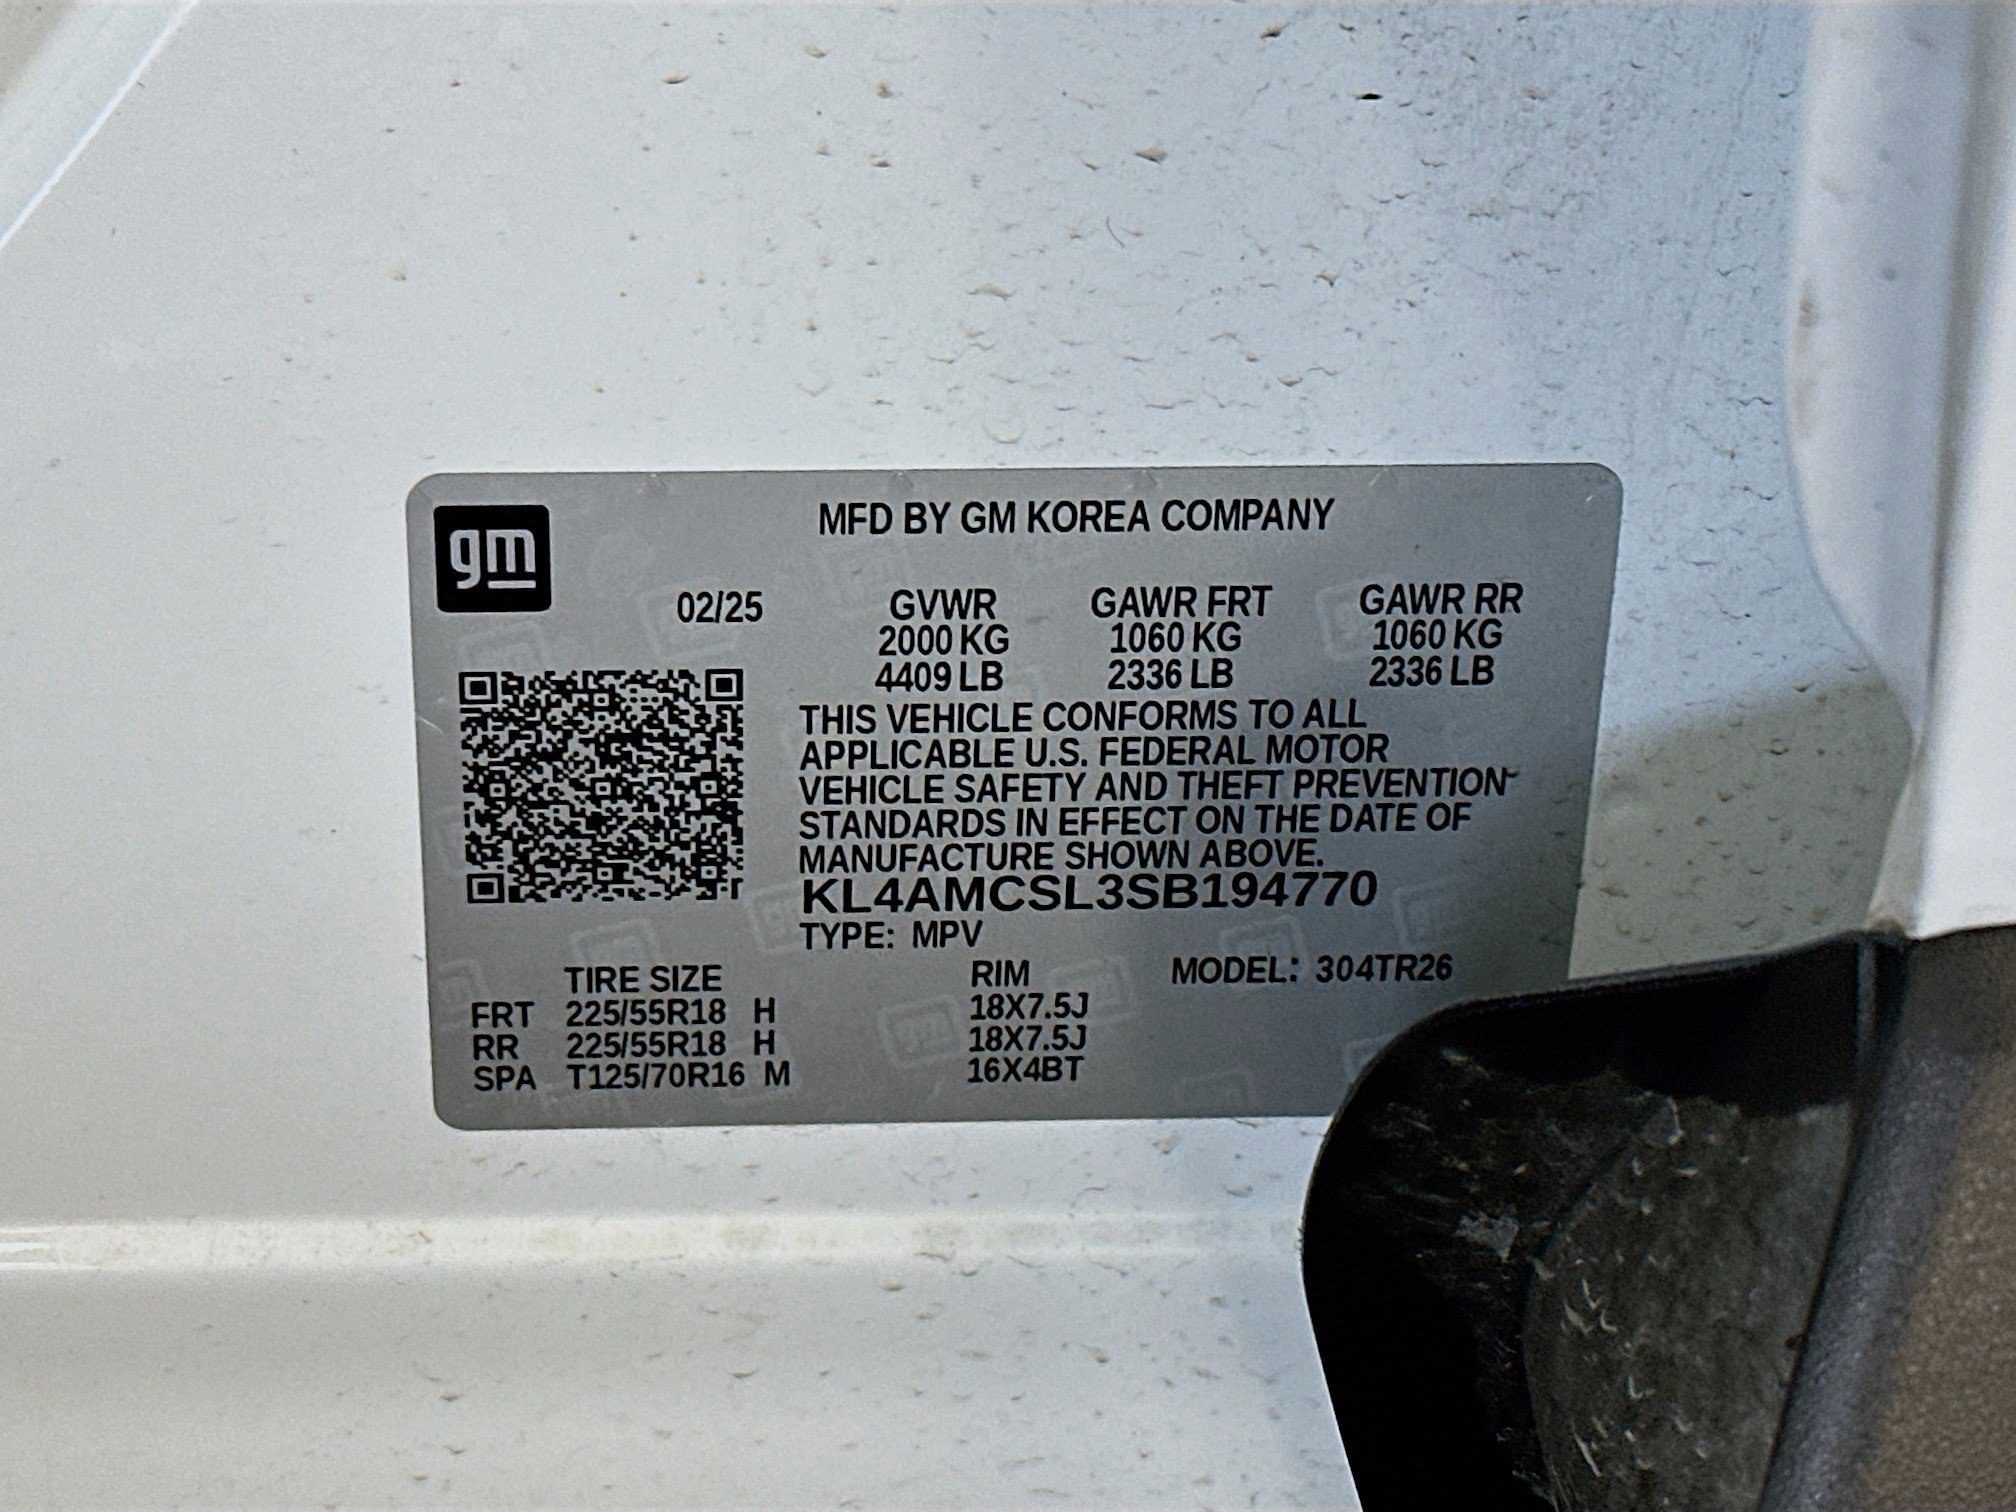 gm
MFD BY GM KOREA COMPANY
02/25 GVWR GAWR FRT GAWR RR
2000 KG 1060 KG 1060 KG
4409 LB 2336 LB 2336 LB
THIS VEHICLE CONFORMS TO ALL
APPLICABLE U.S. FEDERAL MOTOR
VEHICLE SAFETY AND THEFT PREVENTION
STANDARDS IN EFFECT ON THE DATE OF
MANUFACTURE SHOWN ABOVE.
KL4AMCSL3SB194770
TYPE: MPV
TIRE SIZE RIM MODEL: 304TR26
FRT 225/55R18 H 18X7.5J
RR 225/55R18 H 18X7.5J
SPA T125/70R16 M 16X4BT